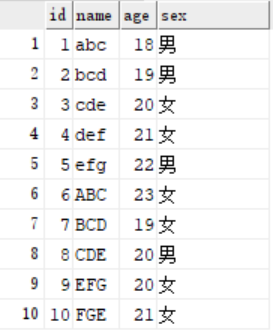 id name age sex
1 1 abc 18 男
2 2 bcd 19 男
3 3 cde 20 女
4 4 def 21 女
5 5 efg 22 男
6 6 ABC 23 女
7 7 BCD 19 女
8 8 CDE 20 男
9 9 EFG 20 女
10 10 FGE 21 女